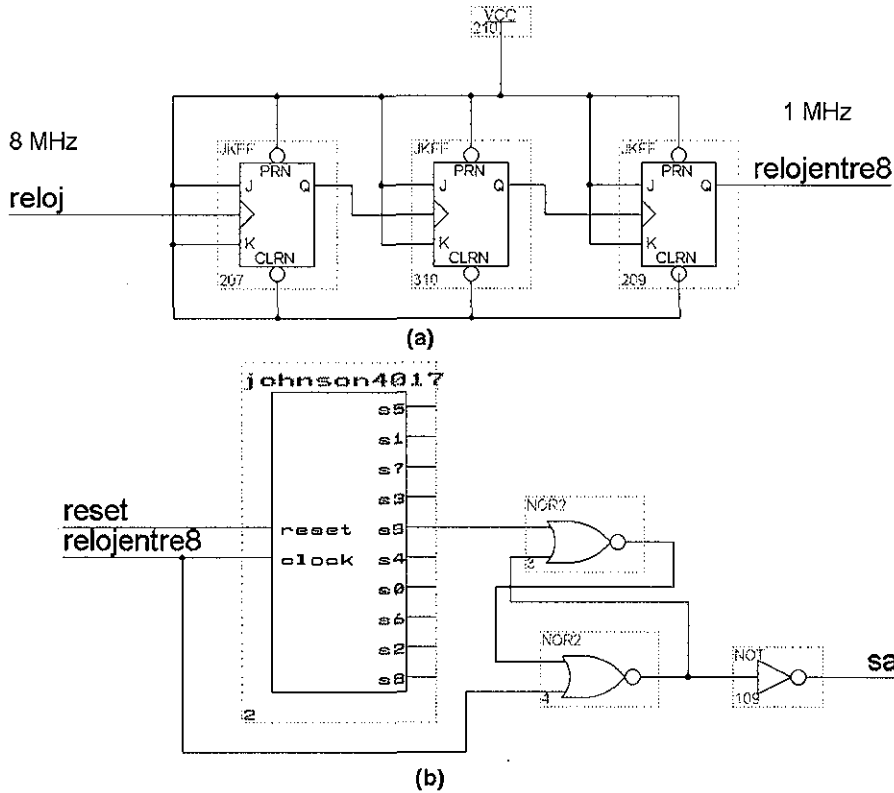 VCC
210
8 MHz
1 MHz
JKFF
JKFF
JKFF
PRN
PRN
PRN
J Q
J Q
J Q
reloj
relojentre8
K
K
K
CLRN
CLRN
CLRN
207
310
209
(a)
johnson4017
s5
s1
s7
s3
reset
reset
s9
NOR2
relojentre8
clock
s4
s0
s6
s2
s8
NOR2
4
NOT
109
sa
2
(b)